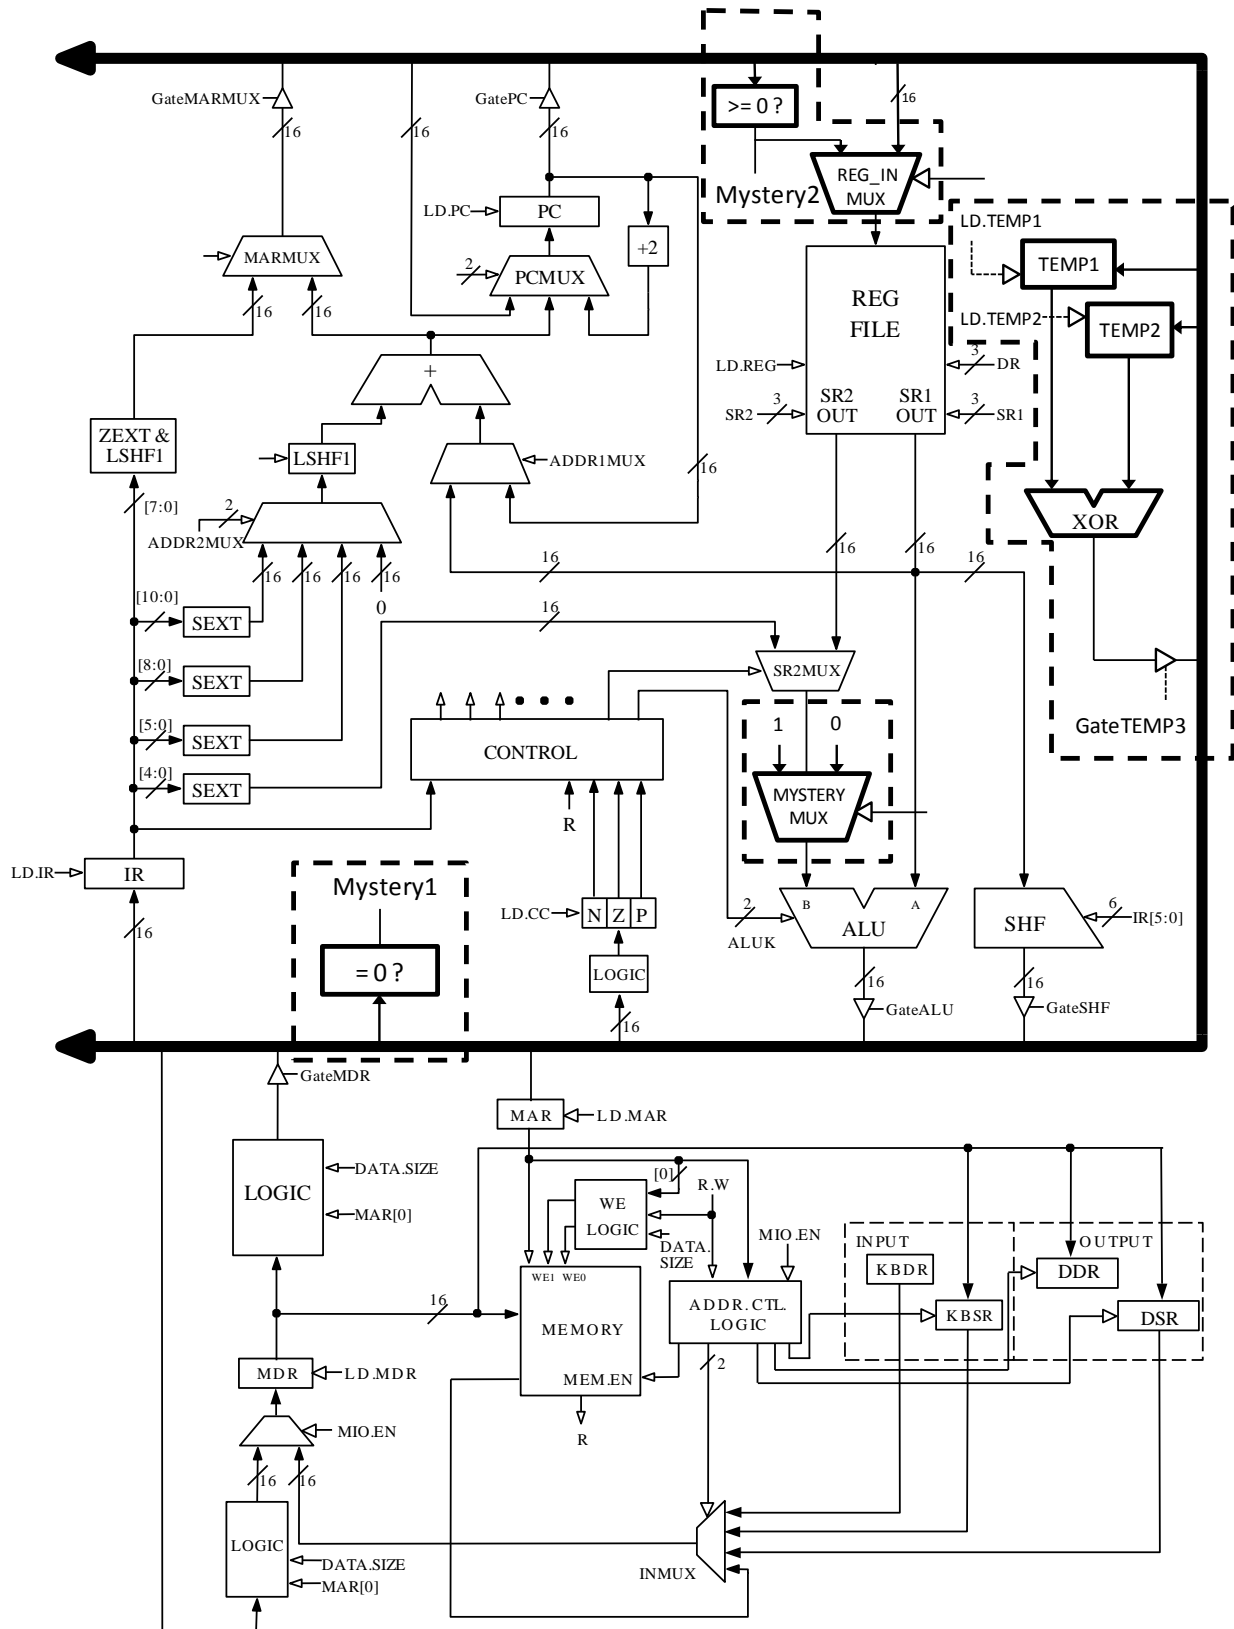 GateMARMUX
16
GatePC
16
16
>= 0 ?
16
Mystery2
REG_IN
MUX
LD.PC
PC
+2
MARMUX
2
PCMUX
16
16
REG
FILE
LD.TEMP1
TEMP1
LD.TEMP2
TEMP2
+
LD.REG
3
DR
SR2
3
SR2
OUT
SR1
OUT
3
SR1
ZEXT &
LSHF1
LSHF1
ADDR1MUX
16
[7:0]
2
ADDR2MUX
XOR
16
16
16
16
0
16
16
16
16
[10:0]
SEXT
16
[8:0]
SEXT
SR2MUX
[5:0]
SEXT
CONTROL
1
0
GateTEMP3
[4:0]
SEXT
MYSTERY
MUX
R
LD.IR
IR
Mystery1
16
LD.CC
N
Z
P
2
ALUK
B
A
ALU
SHF
6
IR[5:0]
= 0 ?
LOGIC
16
16
16
GateALU
GateSHF
GateMDR
MAR
LD.MAR
LOGIC
DATA.SIZE
MAR[0]
[0]
R.W
WE
LOGIC
DATA.
SIZE
MIO.EN
INPUT
OUTPUT
KBDR
DDR
WE1
WE0
16
MEMORY
ADDR.CTL.
LOGIC
KBSR
DSR
MDR
LD.MDR
MEM.EN
2
R
MIO.EN
16
16
LOGIC
DATA.SIZE
MAR[0]
INMUX